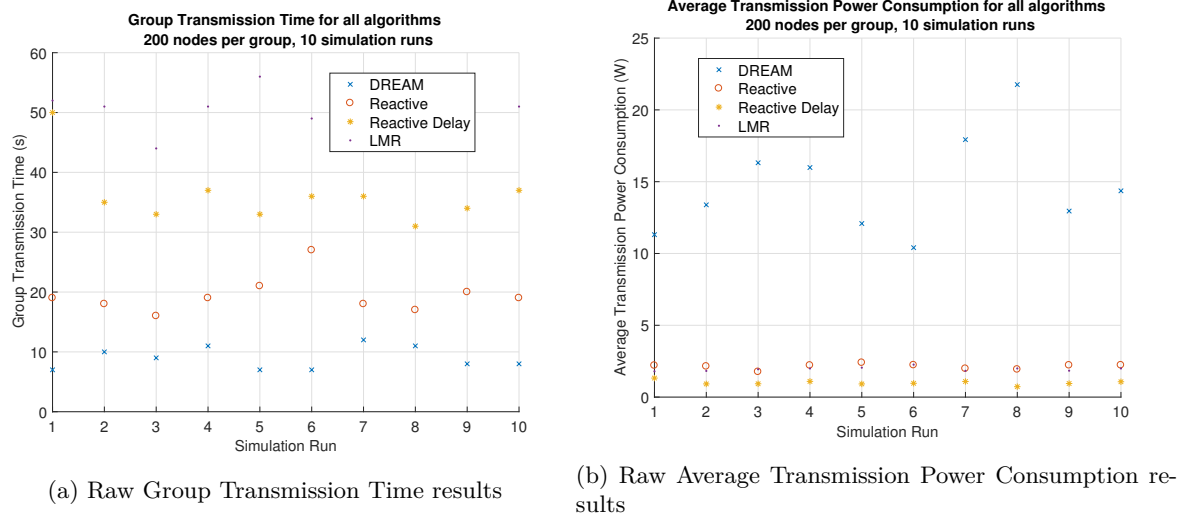 Group Transmission Time for all algorithms
200 nodes per group, 10 simulation runs
60
50
40
30
20
10
0
Group Transmission Time (s)
DREAM
Reactive
Reactive Delay
LMR
1 2 3 4 5 6 7 8 9 10
Simulation Run
(a) Raw Group Transmission Time results
Average Transmission Power Consumption for all algorithms
200 nodes per group, 10 simulation runs
25
20
15
10
5
0
Average Transmission Power Consumption (W)
DREAM
Reactive
Reactive Delay
LMR
1 2 3 4 5 6 7 8 9 10
Simulation Run
(b) Raw Average Transmission Power Consumption re-
sults